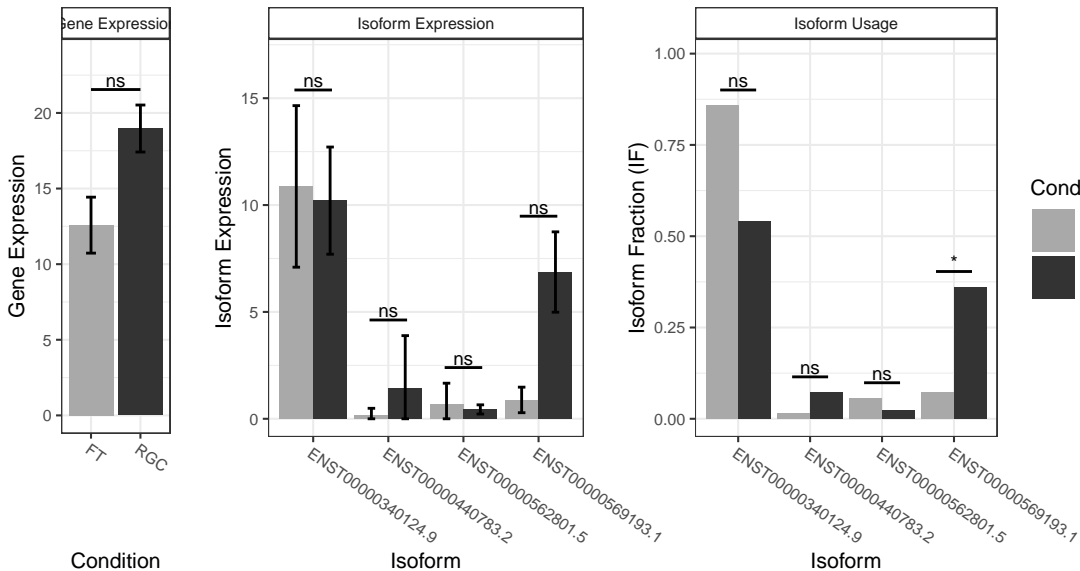 Gene Expression
Isoform Expression
Isoform Usage
Gene Expression
20
15
10
5
0
ns
FT
RGC
Condition
Isoform Expression
15
10
5
0
ns
ns
ns
ns
ENST00000340124.9
ENST00000440783.2
ENST00000562801.5
ENST00000569193.1
Isoform
Isoform Fraction (IF)
1.00
0.75
0.50
0.25
0.00
ns
ns
ns
*
ENST00000340124.9
ENST00000440783.2
ENST00000562801.5
ENST00000569193.1
Isoform
Cond